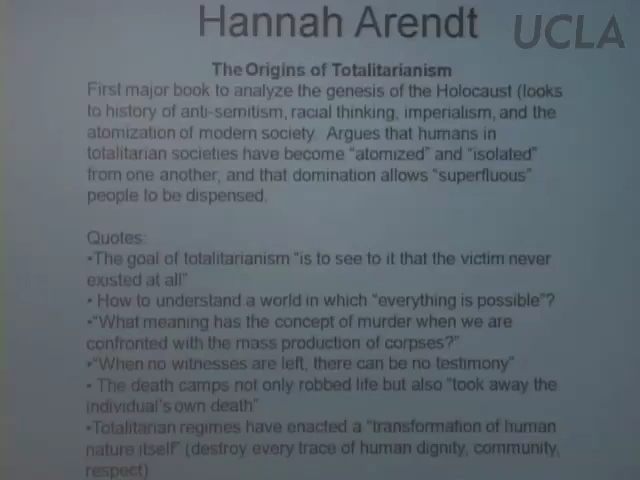 Hannah Arendt
UCLA
The Origins of Totalitarianism
First major book to analyze the genesis of the Holocaust (looks
to history of anti-semitism, racial thinking, imperialism, and the
atomization of modern society. Argues that humans in
totalitarian societies have become “atomized” and “isolated”
from one another, and that domination allows “superfluous”
people to be dispensed.
Quotes:
•The goal of totalitarianism “is to see to it that the victim never
existed at all”
• How to understand a world in which “everything is possible”?
•“What meaning has the concept of murder when we are
confronted with the mass production of corpses?”
•“When no witnesses are left, there can be no testimony”
• The death camps not only robbed life but also “took away the
individual’s own death”
•Totalitarian regimes have enacted a “transformation of human
nature itself” (destroy every trace of human dignity, community,
respect)